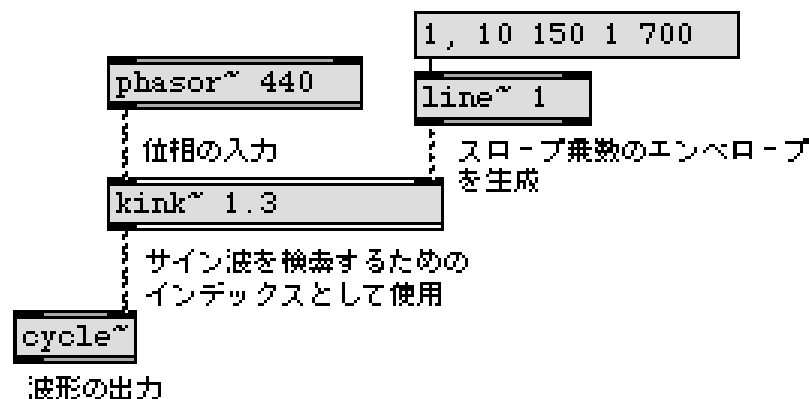 1, 10 150 1 700
phasor~ 440
line~ 1
位相の入力
スロープ乗数のエンベロープ
を生成
kink~ 1.3
サイン波を検索するための
インデックスとして使用
cycle~
波形の出力